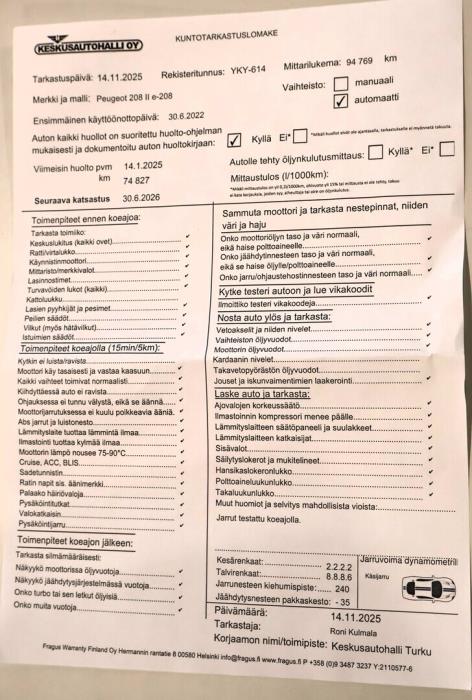 KESKUSAUTOHALLI OY
KUNTOTARKASTUSLOMAKE
Tarkastuspäivä: 14.11.2025 Rekisteritunnus: YKY-614 Mittarilukema: 94 769 km
Merkki ja malli: Peugeot 208 II e-208 Vaihteisto: manuaali
✓ automaatti
Ensimmäinen käyttöönottopäivä: 30.6.2022
Auton kaikki huollot on suoritettu huolto-ohjelman
mukaisesti ja dokumentoitu auton huoltokirjaan: ✓ Kyllä Ei*
Viimeisin huolto pvm 14.1.2025
km 74 827
Autolle tehty öljynkulutusmittaus: Kyllä* Ei
Mittaustulos (l/1000km):
Seuraava katsastus 30.6.2026
Toimenpiteet ennen koeajoa:
Tarkasta toimiko:
Keskuslukitus (kaikki ovet) ✓
Ratti/virtalukko ✓
Käynnistinmoottori ✓
Mittaristo/merkkivalot ✓
Lasinnostimet ✓
Turvavöiden lukot (kaikki) ✓
Kattoluukku
Lasien pyyhkijät ja pesimet ✓
Peilien säädöt ✓
Vilkut (myös hätävilkut) ✓
Istuimien säädöt ✓
Toimenpiteet koeajolla (15min/5km):
Kytkin ei luista/ravista
Moottori käy tasaisesti ja vastaa kaasuun ✓
Kaikki vaihteet toimivat normaalisti ✓
Kiihdyttäessä auto ei ravista ✓
Ohjauksessa ei tunnu välystä, eikä se äännä ✓
Moottorijarrutuksessa ei kuulu poikkeavia ääniä. ✓
Abs jarrut ja luistonesto ✓
Lämmityslaite tuottaa lämmintä ilmaa ✓
Ilmastointi tuottaa kylmää ilmaa ✓
Moottorin lämpö nousee 75-90°C ✓
Cruise, ACC, BLIS ✓
Sadetunnistin ✓
Ratin napit sis. äänimerkki ✓
Palaako häiriövaloja ✓
Pysäköintitutkat ✓
Valokatkaisin ✓
Pysäköintijarru ✓
Toimenpiteet koeajon jälkeen:
Tarkasta silmämääräisesti:
Näkyykö moottorissa öljyvuotoja ✓
Näkyykö jäähdytysjärjestelmässä vuotoja ✓
Onko turbo tai sen letkut öljyisiä ✓
Onko muita vuotoja ✓
Sammuta moottori ja tarkasta nestepinnat, niiden
väri ja haju
Onko moottoriöljyn taso ja väri normaali,
eikä haise polttoaineelle ✓
Onko jäähdytinnesteen taso ja väri normaali,
eikä se haise öljylle/polttoaineelle ✓
Onko jarru/ohjaustehostinnesteen taso ja väri normaali ✓
Kytke testeri autoon ja lue vikakoodit
Ilmoittiko testeri vikakoodeja ✓
Nosta auto ylös ja tarkasta:
Vetoakselit ja niiden nivelet ✓
Vaihteiston öljyvuodot ✓
Moottorin öljyvuodot ✓
Kardaanin nivelet
Takavetopyörästön öljyvuodot
Jouset ja iskunvaimentimien laakerointi ✓
Laske auto ja tarkasta:
Ajovalojen korkeussäätö ✓
Ilmastoinnin kompressori menee päälle ✓
Lämmityslaitteen säätöpaneeli ja suulakkeet ✓
Lämmityslaitteen katkaisijat ✓
Sisävalot ✓
Säilytyslokerot ja mukitelineet ✓
Hansikaslokeronlukko ✓
Polttoaineluukunlukko ✓
Takaluukunlukko ✓
Muut huomiot ja selvitys mahdollisista vioista:
Jarrut testattu koeajolla.
Kesärenkaat: 2.2.2.2
Talvirenkaat: 8.8.8.6
Jarrunesteen kiehumispiste: 240
Jäähdytysnesteen pakkaskesto: - 35
Jarruvoima dynamometrillä
Käsijarru
Päivämäärä: 14.11.2025
Tarkastaja: Roni Kulmala
Korjaamon nimi/toimipiste: Keskusautohalli Turku
Fragus Warranty Finland Oy Hermannin rantatie 8 00580 Helsinki info@fragus.fi www.fragus.fi P +358 (0)9 3487 3237 Y:2110577-6